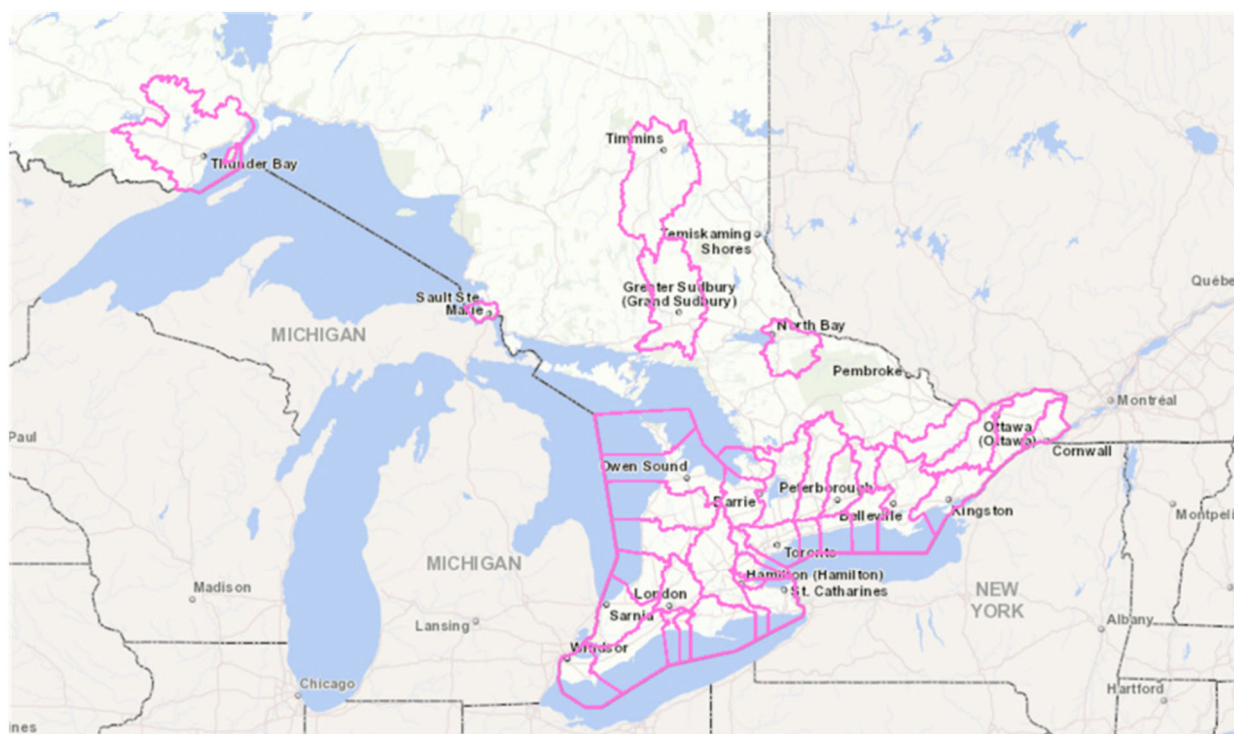 Timmins
Thunder Bay
Temiskaming
Shores
Québe
Greater Sudbury
(Grand Sudbury)
Sault Ste.
Marie
North Bay
MICHIGAN
Pembroke
Montréal
Ottawa
(Ottawa)
Paul
Cornwall
Owen Sound
Peterborough
Barrie
Belleville
Kingston
Montpeli
Toronto
MICHIGAN
Hamilton (Hamilton)
St. Catharines
NEW
YORK
Madison
London
Sarnia
Lansing
Albany
Windsor
Chicago
Hartford
ines